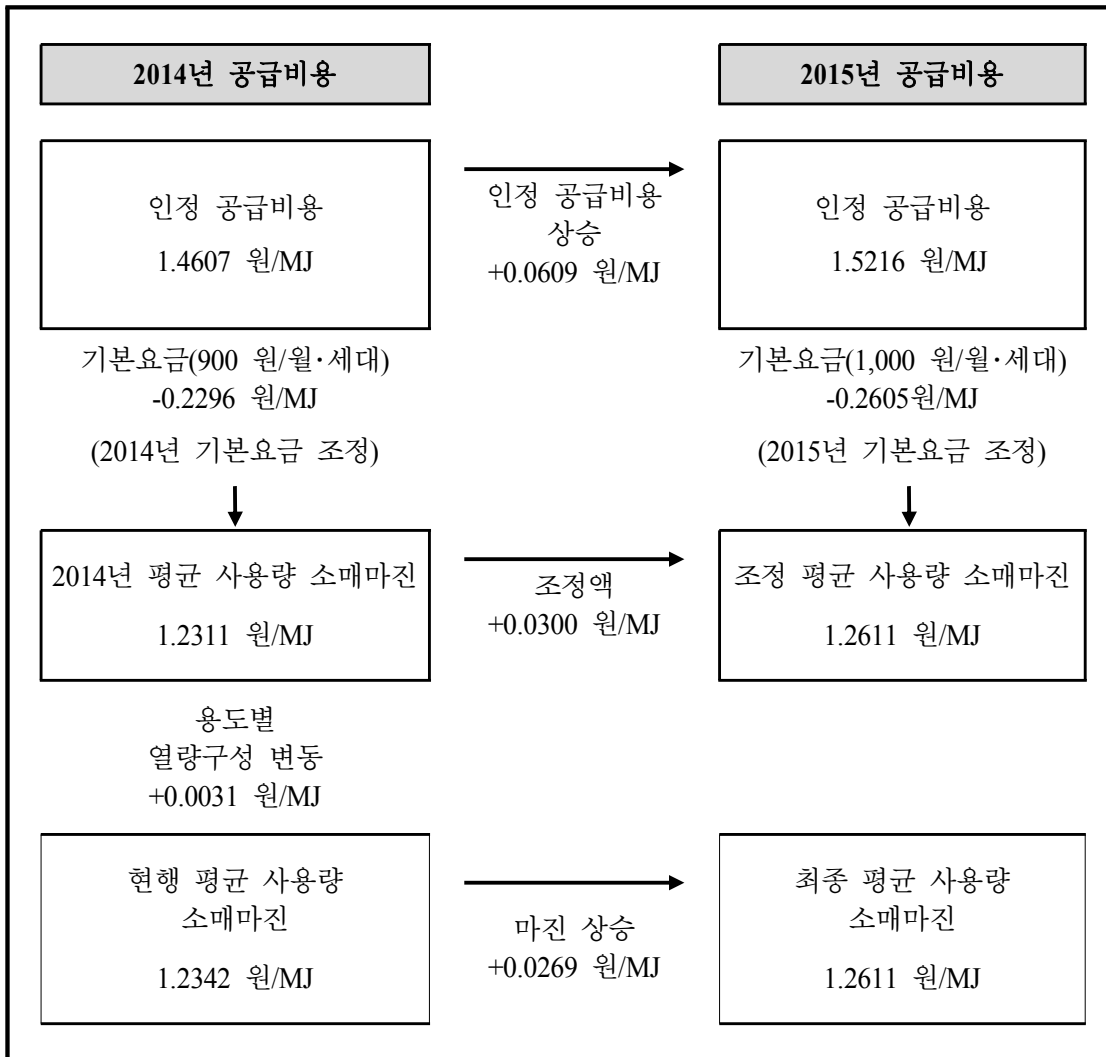 2014년 공급비용
2015년 공급비용
인정 공급비용
1.4607 원/MJ
인정 공급비용
상승
+0.0609 원/MJ
인정 공급비용
1.5216 원/MJ
기본요금(900 원/월·세대)
-0.2296 원/MJ
(2014년 기본요금 조정)
기본요금(1,000 원/월·세대)
-0.2605원/MJ
(2015년 기본요금 조정)
2014년 평균 사용량 소매마진
1.2311 원/MJ
조정액
+0.0300 원/MJ
조정 평균 사용량 소매마진
1.2611 원/MJ
용도별
열량구성 변동
+0.0031 원/MJ
현행 평균 사용량
소매마진
1.2342 원/MJ
마진 상승
+0.0269 원/MJ
최종 평균 사용량
소매마진
1.2611 원/MJ